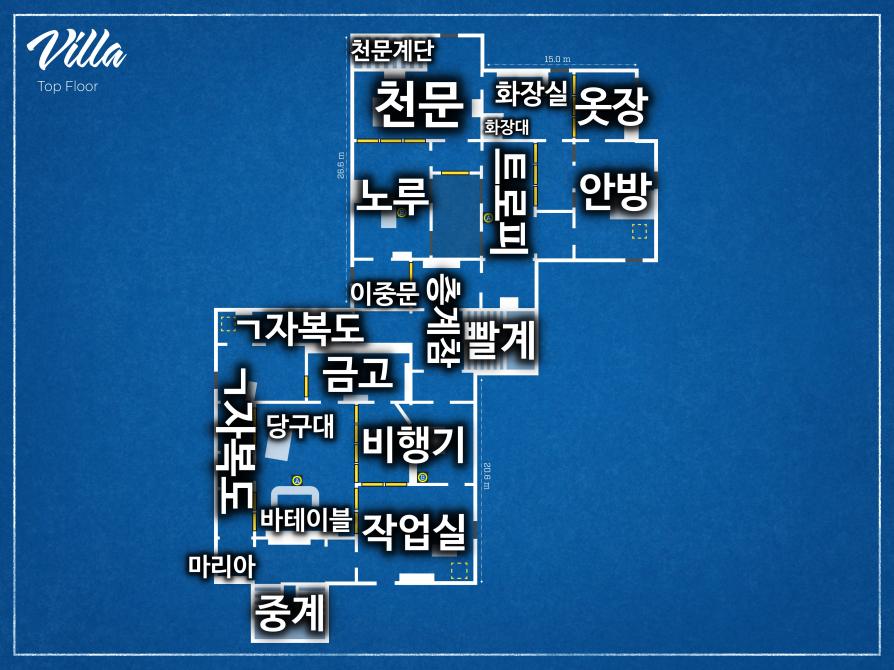 Villa
Top Floor
천문계단
15.0 m
천문
화장실
옷장
화장대
26.6 m
노루
B
A
트로피
안방
이중문
층계참
ㄱ자복도
빨계
금고
ㄱ자복도
당구대
비행기
A
B
20.6 m
바테이블
작업실
마리아
중계